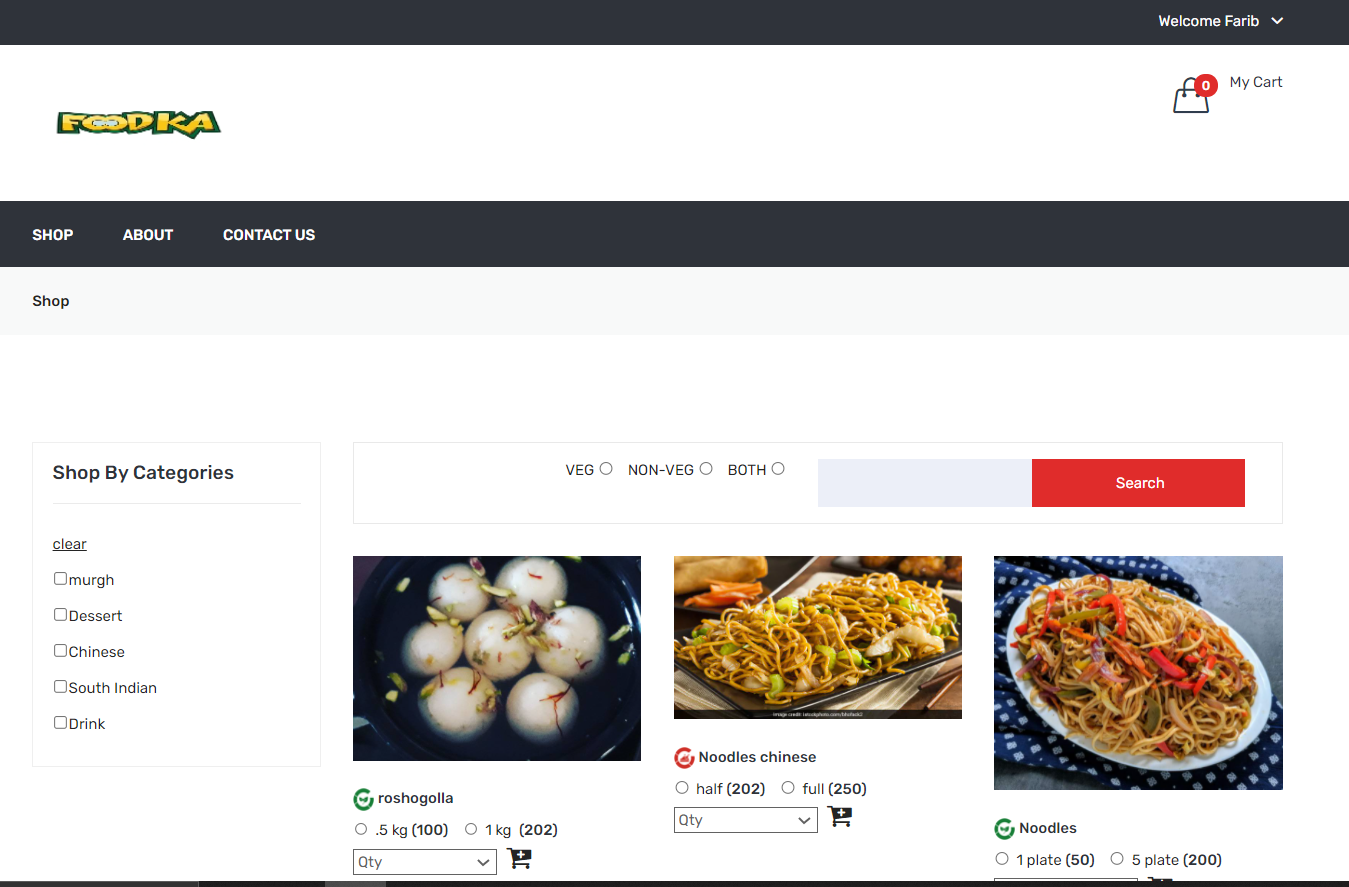 Welcome Farib
0
My Cart
FOODKA
SHOP
ABOUT
CONTACT US
Shop
Shop By Categories
clear
murgh
Dessert
Chinese
South Indian
Drink
VEG
NON-VEG
BOTH
Search
roshogolla
.5 kg (100)
1 kg (202)
Qty
Noodles chinese
half (202)
full (250)
Qty
Noodles
1 plate (50)
5 plate (200)